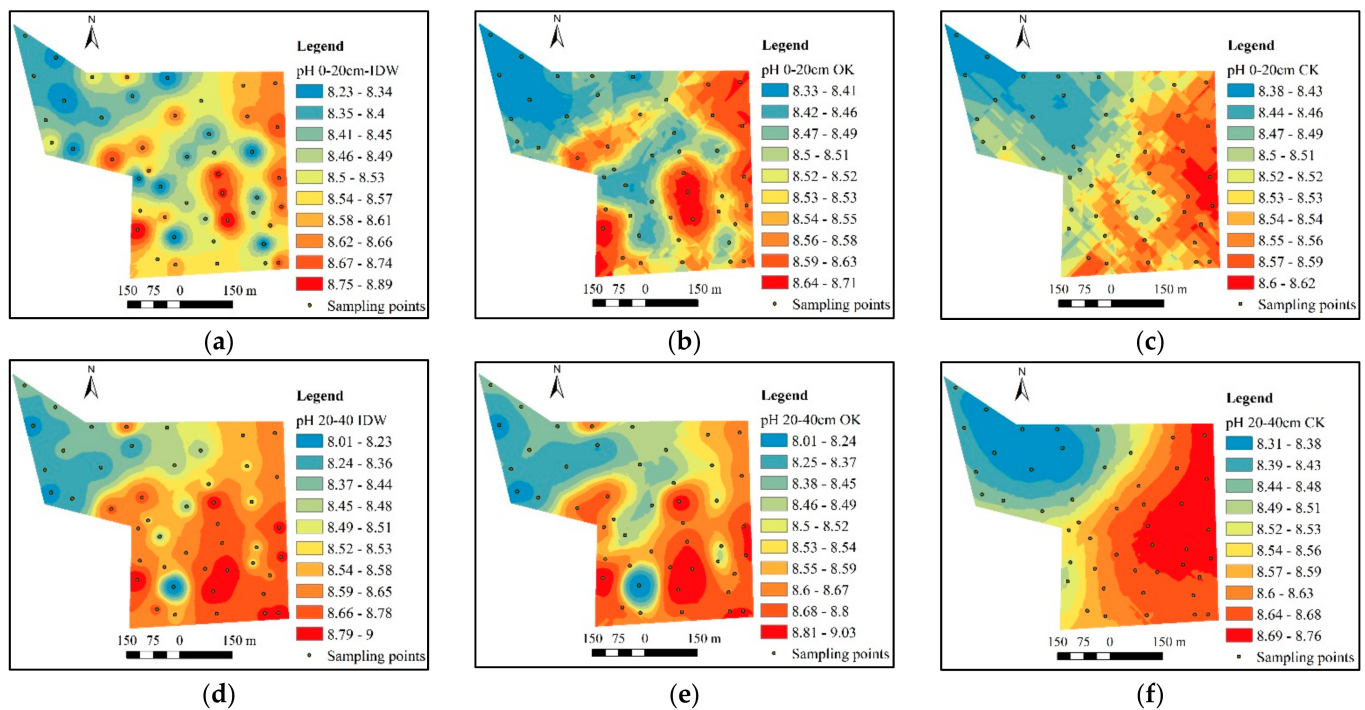 N
Legend
pH 0-20cm-IDW
8.23 - 8.34
8.35 - 8.4
8.41 - 8.45
8.46 - 8.49
8.5 - 8.53
8.54 - 8.57
8.58 - 8.61
8.62 - 8.66
8.67 - 8.74
8.75 - 8.89
Sampling points
150 75 0 150 m
(a)
N
Legend
pH 0-20cm OK
8.33 - 8.41
8.42 - 8.46
8.47 - 8.49
8.5 - 8.51
8.52 - 8.52
8.53 - 8.53
8.54 - 8.55
8.56 - 8.58
8.59 - 8.63
8.64 - 8.71
Sampling points
150 75 0 150 m
(b)
N
Legend
pH 0-20cm CK
8.38 - 8.43
8.44 - 8.46
8.47 - 8.49
8.5 - 8.51
8.52 - 8.52
8.53 - 8.53
8.54 - 8.54
8.55 - 8.56
8.57 - 8.59
8.6 - 8.62
Sampling points
150 75 0 150 m
(c)
N
Legend
pH 20-40 IDW
8.01 - 8.23
8.24 - 8.36
8.37 - 8.44
8.45 - 8.48
8.49 - 8.51
8.52 - 8.53
8.54 - 8.58
8.59 - 8.65
8.66 - 8.78
8.79 - 9
Sampling points
150 75 0 150 m
(d)
N
Legend
pH 20-40cm OK
8.01 - 8.24
8.25 - 8.37
8.38 - 8.45
8.46 - 8.49
8.5 - 8.52
8.53 - 8.54
8.55 - 8.59
8.6 - 8.67
8.68 - 8.8
8.81 - 9.03
Sampling points
150 75 0 150 m
(e)
N
Legend
pH 20-40cm CK
8.31 - 8.38
8.39 - 8.43
8.44 - 8.48
8.49 - 8.51
8.52 - 8.53
8.54 - 8.56
8.57 - 8.59
8.6 - 8.63
8.64 - 8.68
8.69 - 8.76
Sampling points
150 75 0 150 m
(f)